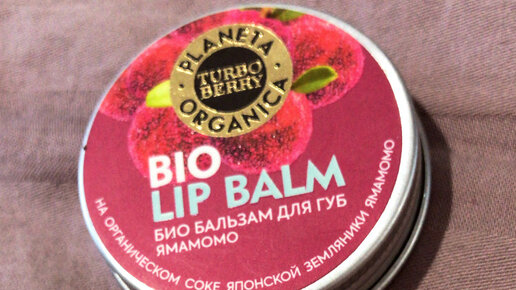 PLANETA
TURBO
BERRY
ORGANICA
BIO
LIP BALM
БИО БАЛЬЗАМ ДЛЯ ГУБ
ЯМАМОМО
НА ОРГАНИЧЕСКОМ СОКЕ ЯПОНСКОЙ ЗЕМЛЯНИКИ ЯМАМОМО